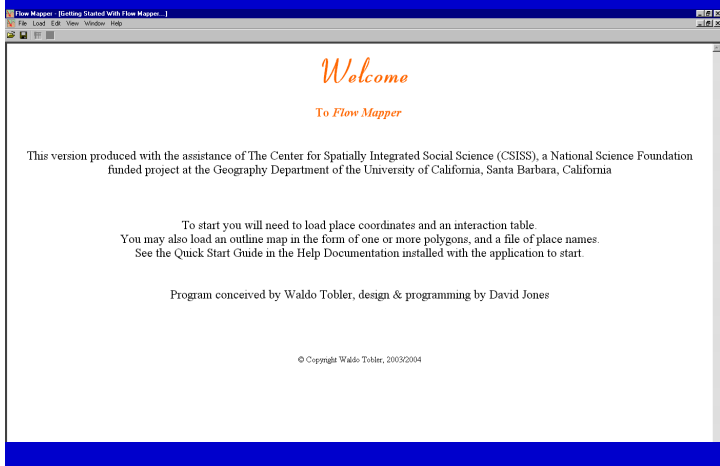 Flow Mapper - [Getting Started With Flow Mapper...]
File Load Edit View Window Help
Welcome
To Flow Mapper
This version produced with the assistance of The Center for Spatially Integrated Social Science (CSISS), a National Science Foundation
funded project at the Geography Department of the University of California, Santa Barbara, California
To start you will need to load place coordinates and an interaction table.
You may also load an outline map in the form of one or more polygons, and a file of place names.
See the Quick Start Guide in the Help Documentation installed with the application to start.
Program conceived by Waldo Tobler, design & programming by David Jones
© Copyright Waldo Tobler, 2003/2004